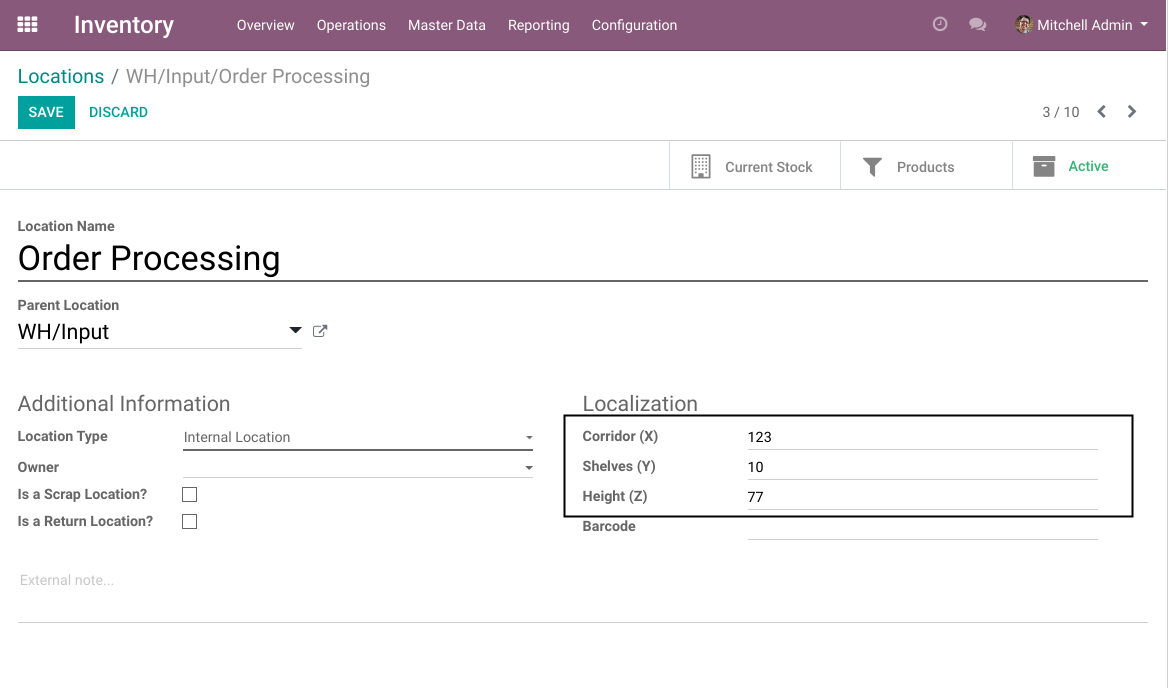 Inventory Overview Operations Master Data Reporting Configuration Mitchell Admin
Locations / WH/Input/Order Processing
SAVE DISCARD 3 / 10
Current Stock Products Active
Location Name
Order Processing
Parent Location
WH/Input
Additional Information
Location Type Internal Location
Owner
Is a Scrap Location?
Is a Return Location?
Localization
Corridor (X) 123
Shelves (Y) 10
Height (Z) 77
Barcode
External note...